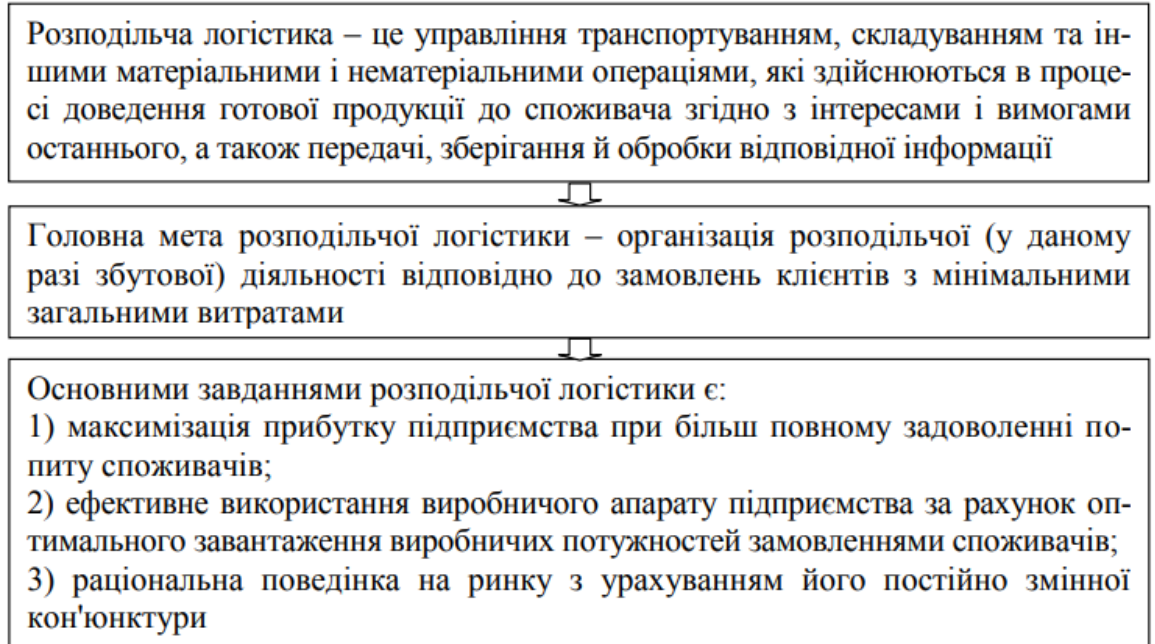 Розподільча логістика – це управління транспортуванням, складуванням та ін-
шими матеріальними і нематеріальними операціями, які здійснюються в проце-
сі доведення готової продукції до споживача згідно з інтересами і вимогами
останнього, а також передачі, зберігання й обробки відповідної інформації
Головна мета розподільчої логістики – організація розподільчої (у даному
разі збутової) діяльності відповідно до замовлень клієнтів з мінімальними
загальними витратами
Основними завданнями розподільчої логістики є:
1) максимізація прибутку підприємства при більш повному задоволенні по-
питу споживачів;
2) ефективне використання виробничого апарату підприємства за рахунок оп-
тимального завантаження виробничих потужностей замовленнями споживачів;
3) раціональна поведінка на ринку з урахуванням його постійно змінної
кон'юнктури